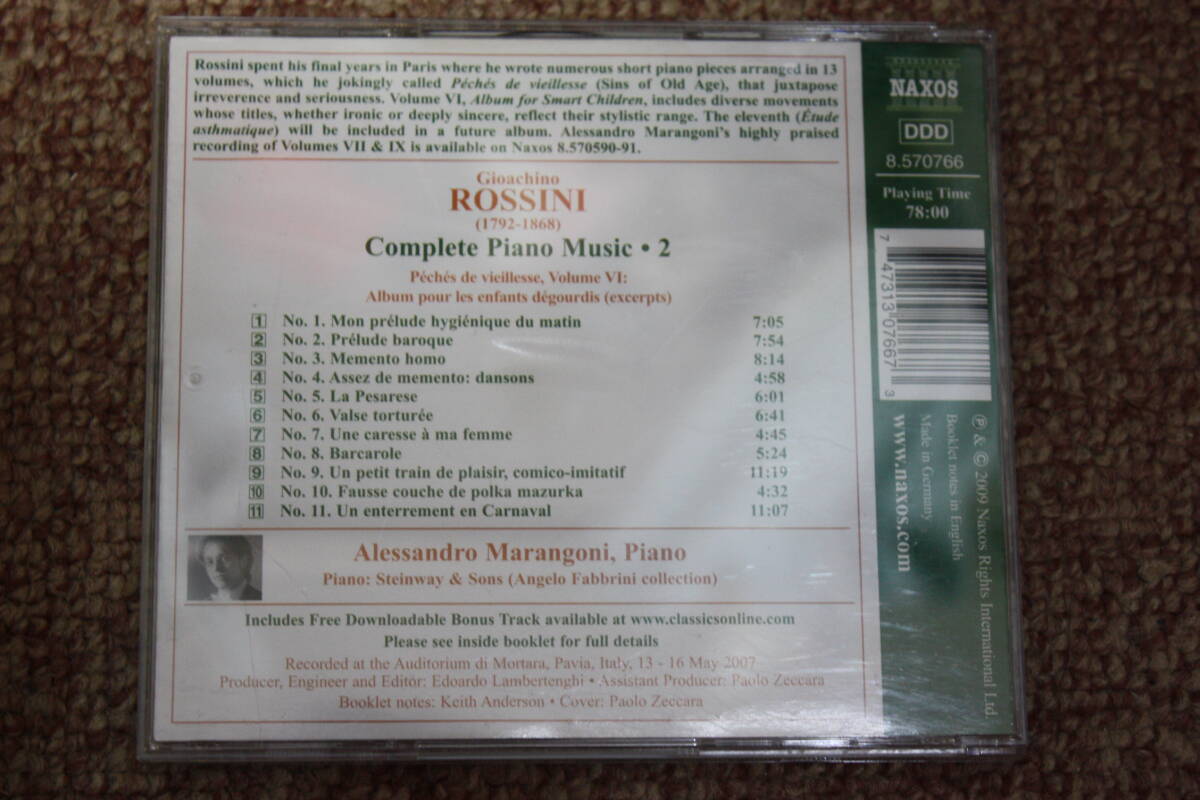 Rossini spent his final years in Paris where he wrote numerous short piano pieces arranged in 13
volumes, which he jokingly called Péchés de vieillesse (Sins of Old Age), that juxtapose
irreverence and seriousness. Volume VI, Album for Smart Children, includes diverse movements
whose titles, whether ironic or deeply sincere, reflect their stylistic range. The eleventh (Étude
asthmatique) will be included in a future album. Alessandro Marangoni's highly praised
recording of Volumes VII & IX is available on Naxos 8.570590-91.
Gioachino
ROSSINI
(1792-1868)
Complete Piano Music • 2
Péchés de vieillesse, Volume VI:
Album pour les enfants dégourdis (excerpts)
1 No. 1. Mon prélude hygiénique du matin 7:05
2 No. 2. Prélude baroque 7:54
3 No. 3. Memento homo 8:14
4 No. 4. Assez de memento: dansons 4:58
5 No. 5. La Pesarese 6:01
6 No. 6. Valse torturée 6:41
7 No. 7. Une caresse à ma femme 4:45
8 No. 8. Barcarole 5:24
9 No. 9. Un petit train de plaisir, comico-imitatif 11:19
10 No. 10. Fausse couche de polka mazurka 4:32
11 No. 11. Un enterrement en Carnaval 11:07
Alessandro Marangoni, Piano
Piano: Steinway & Sons (Angelo Fabbrini collection)
Includes Free Downloadable Bonus Track available at www.classicsonline.com
Please see inside booklet for full details
Recorded at the Auditorium di Mortara, Pavia, Italy, 13 - 16 May 2007
Producer, Engineer and Editor: Edoardo Lambertenghi • Assistant Producer: Paolo Zeccara
Booklet notes: Keith Anderson • Cover: Paolo Zeccara
NAXOS
DDD
8.570766
Playing Time
78:00
7 47313 07667 3
℗ & © 2009 Naxos Rights International Ltd.
Booklet notes in English
Made in Germany
www.naxos.com